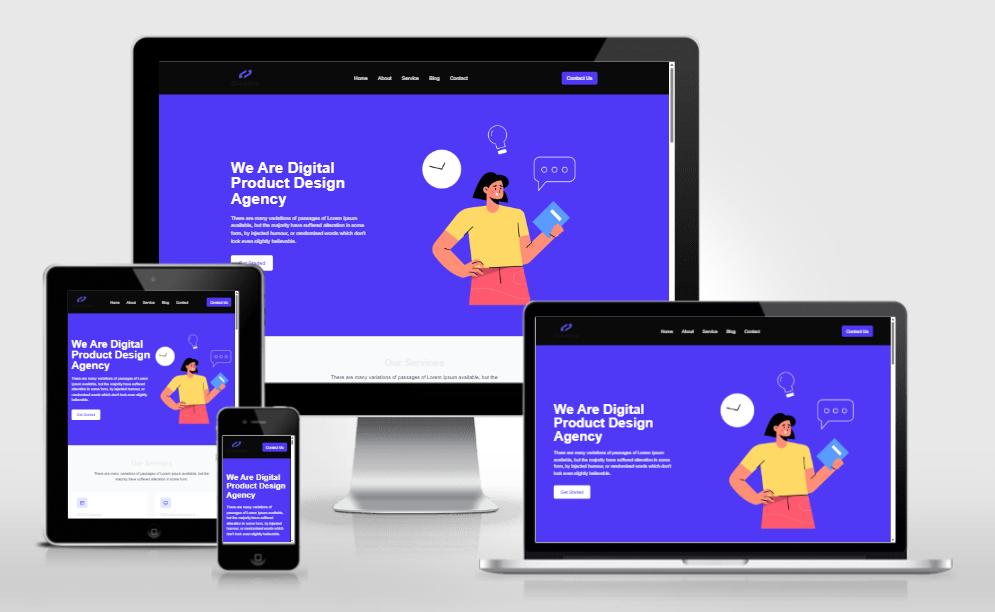 Home About Service Blog Contact
Contact Us
We Are Digital
Product Design
Agency
There are many variations of passages of Lorem Ipsum
available, but the majority have suffered alteration in some
form, by injected humour, or randomised words which don't
look even slightly believable.
Get Started
Our Services
There are many variations of passages of Lorem Ipsum available, but the
Home About Service Blog Contact
Contact Us
We Are Digital
Product Design
Agency
There are many variations of passages of Lorem
Ipsum available, but the majority have suffered
alteration in some form, by injected humour, or
randomised words which don't look even slightly
believable.
Get Started
Our Services
There are many variations of passages of Lorem Ipsum available, but the
majority have suffered alteration in some form.
Contact Us
We Are Digital
Product Design
Agency
There are many variations of
passages of Lorem Ipsum
available, but the majority have
suffered alteration in some
form, by injected humour, or
randomised words which don't
look even slightly believable.
Home About Service Blog Contact
Contact Us
We Are Digital
Product Design
Agency
There are many variations of passages of Lorem Ipsum
available, but the majority have suffered alteration in some
form, by injected humour, or randomised words which
don't look even slightly believable.
Get Started